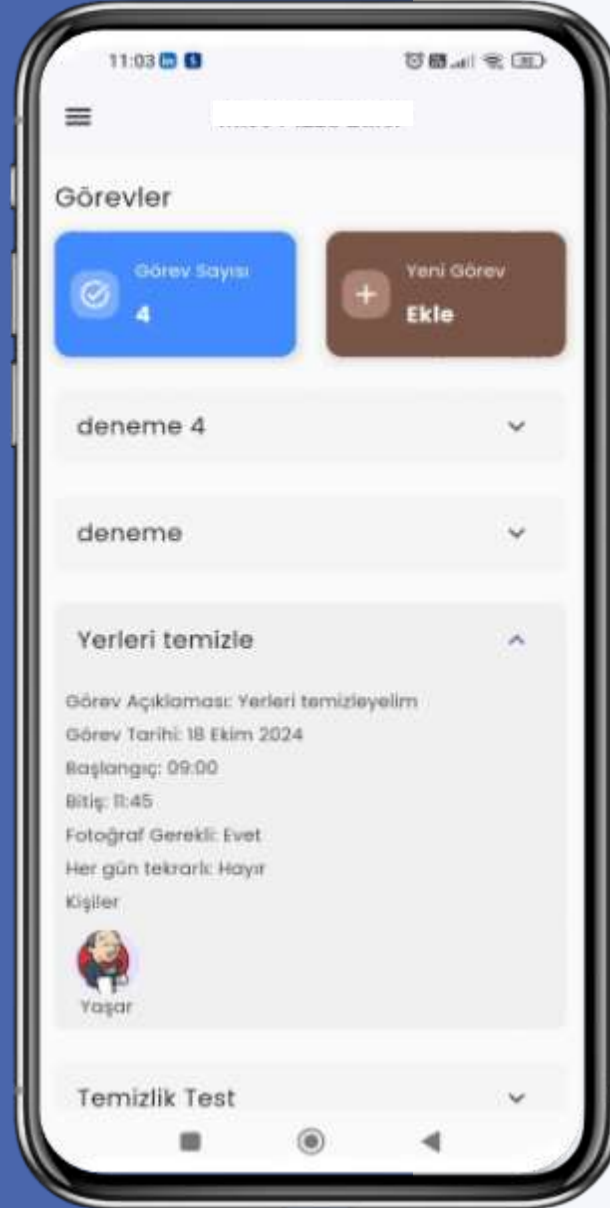 11:03
Görevler
Görev Sayısı
4
Yeni Görev
Ekle
deneme 4
deneme
Yerleri temizle
Görev Açıklaması: Yerleri temizleyelim
Görev Tarihi: 18 Ekim 2024
Başlangıç: 09:00
Bitiş: 11:45
Fotoğraf Gerekli: Evet
Her gün tekrarlı: Hayır
Kişiler
Yaşar
Temizlik Test